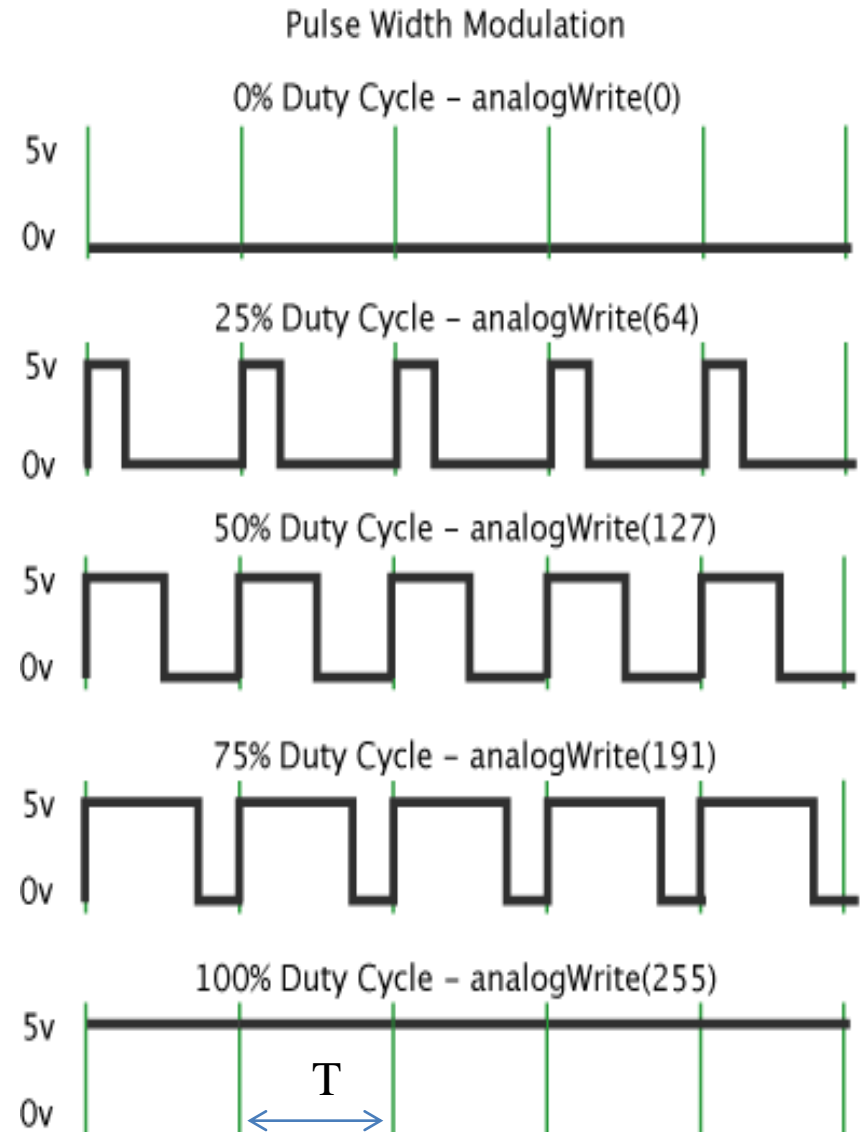 Pulse Width Modulation
0% Duty Cycle – analogWrite(0)
5v
0v
25% Duty Cycle – analogWrite(64)
5v
0v
50% Duty Cycle – analogWrite(127)
5v
0v
75% Duty Cycle – analogWrite(191)
5v
0v
100% Duty Cycle – analogWrite(255)
5v
T
0v